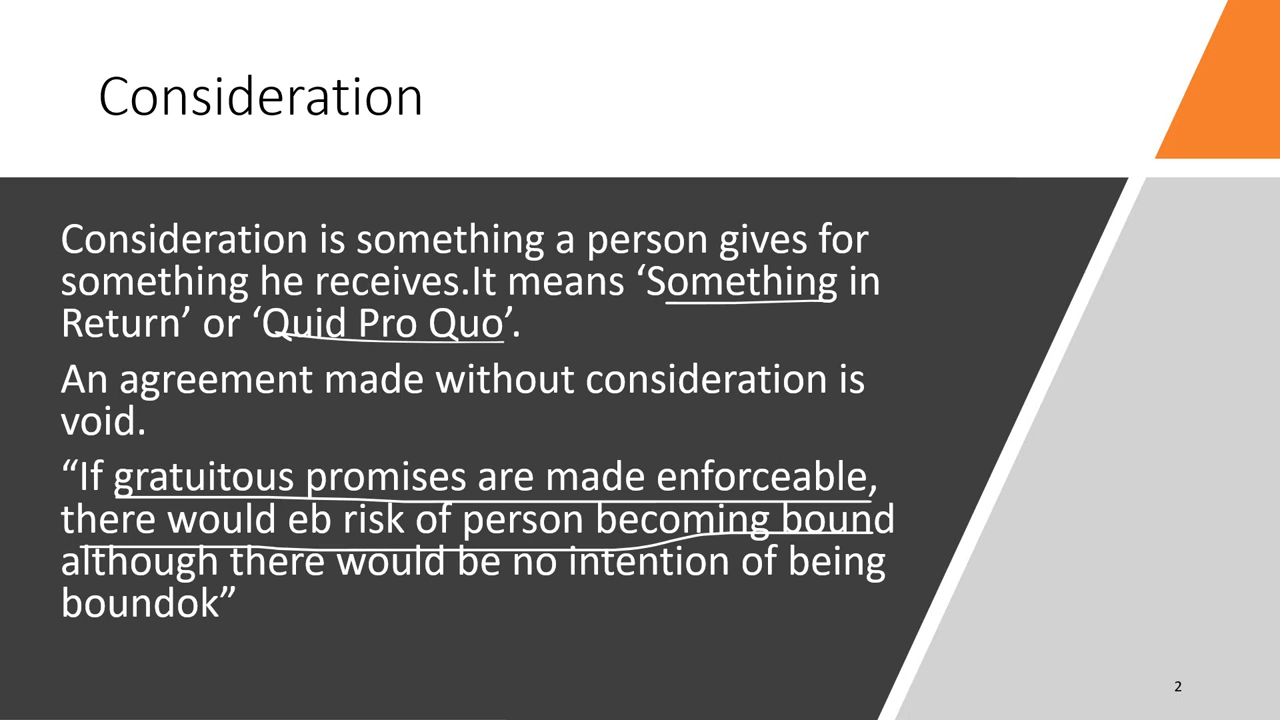 Consideration
Consideration is something a person gives for
something he receives.It means ‘Something in
Return’ or ‘Quid Pro Quo’.
An agreement made without consideration is
void.
“If gratuitous promises are made enforceable,
there would eb risk of person becoming bound
although there would be no intention of being
boundok”
2